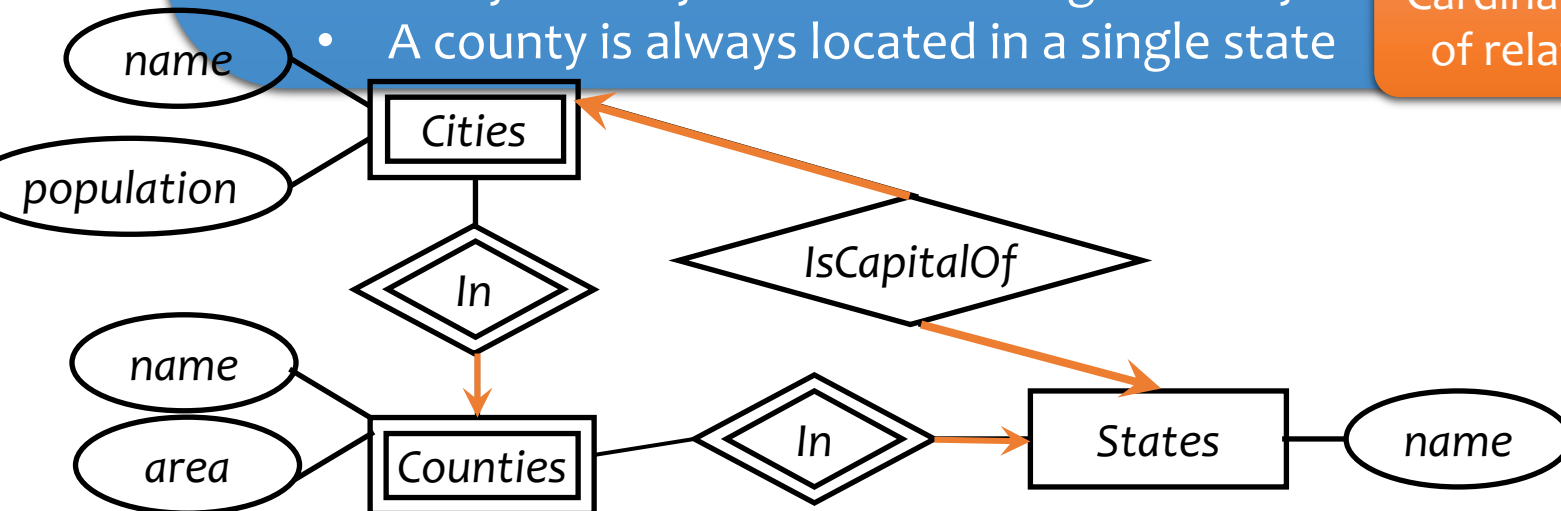 Cardina
• A county is always located in a single state
of rela
name
Cities
population
IsCapitalOf
In
name
In
States
name
area
Counties